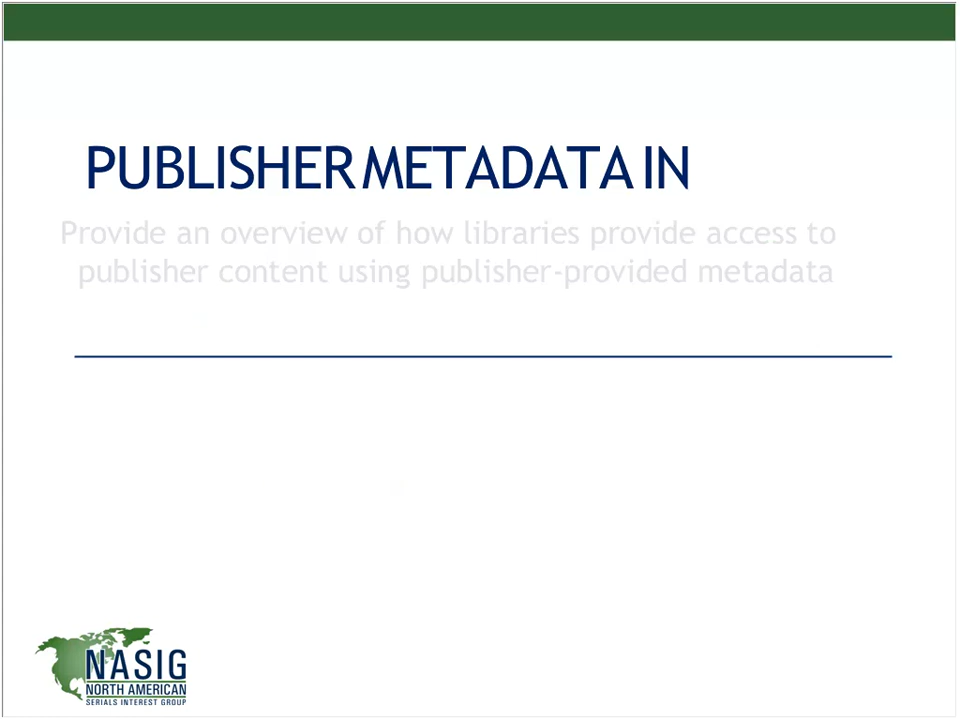 PUBLISHER METADATA IN
Provide an overview of how libraries provide access to
publisher content using publisher-provided metadata
NASIG
NORTH AMERICAN
SERIALS INTEREST GROUP